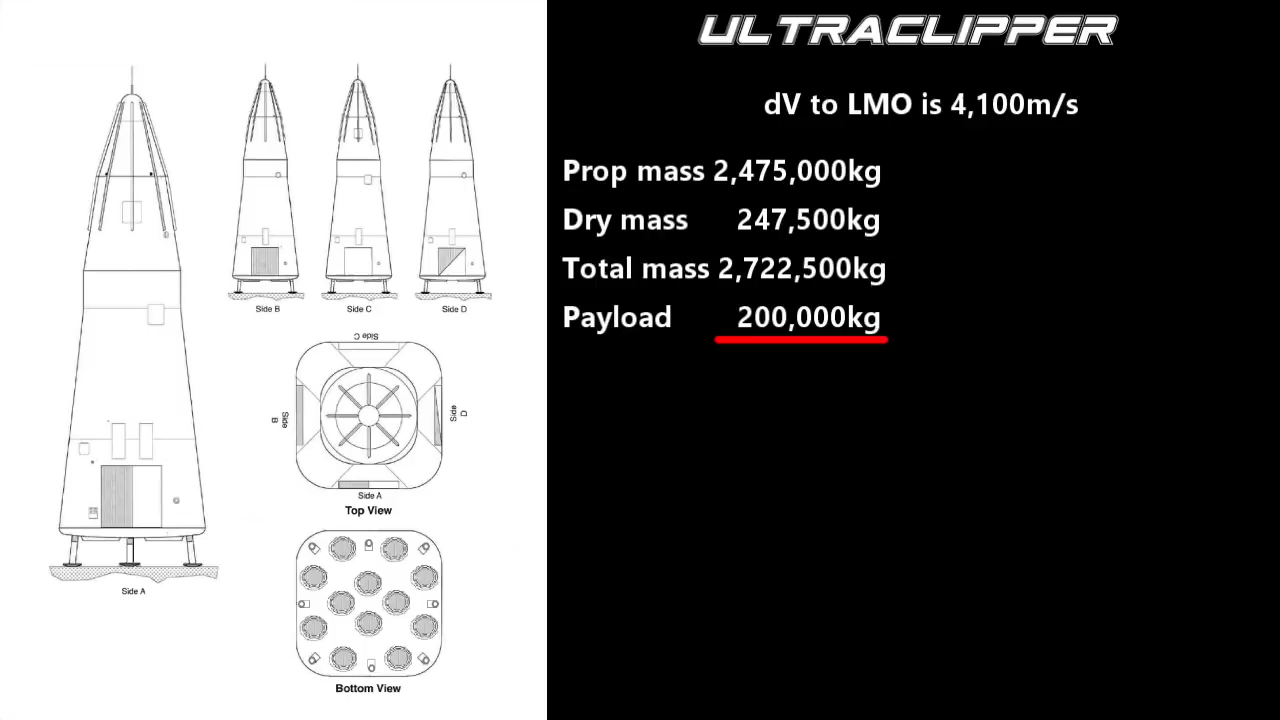 ULTRACLIPPER
dV to LMO is 4,100m/s
Prop mass 2,475,000kg
Dry mass 247,500kg
Total mass 2,722,500kg
Payload 200,000kg
Side B
Side C
Side D
Side A
Side C
Side B
Side D
Side A
Top View
Bottom View